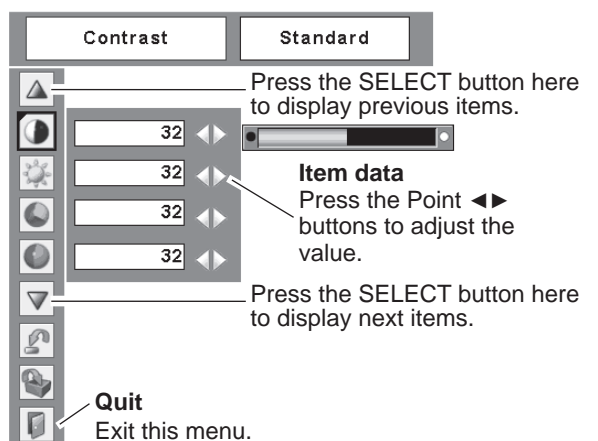 Contrast
Standard
Press the SELECT button here
to display previous items.
32
32
Item data
Press the Point ◄►
buttons to adjust the
value.
32
32
Press the SELECT button here
to display next items.
Quit
Exit this menu.